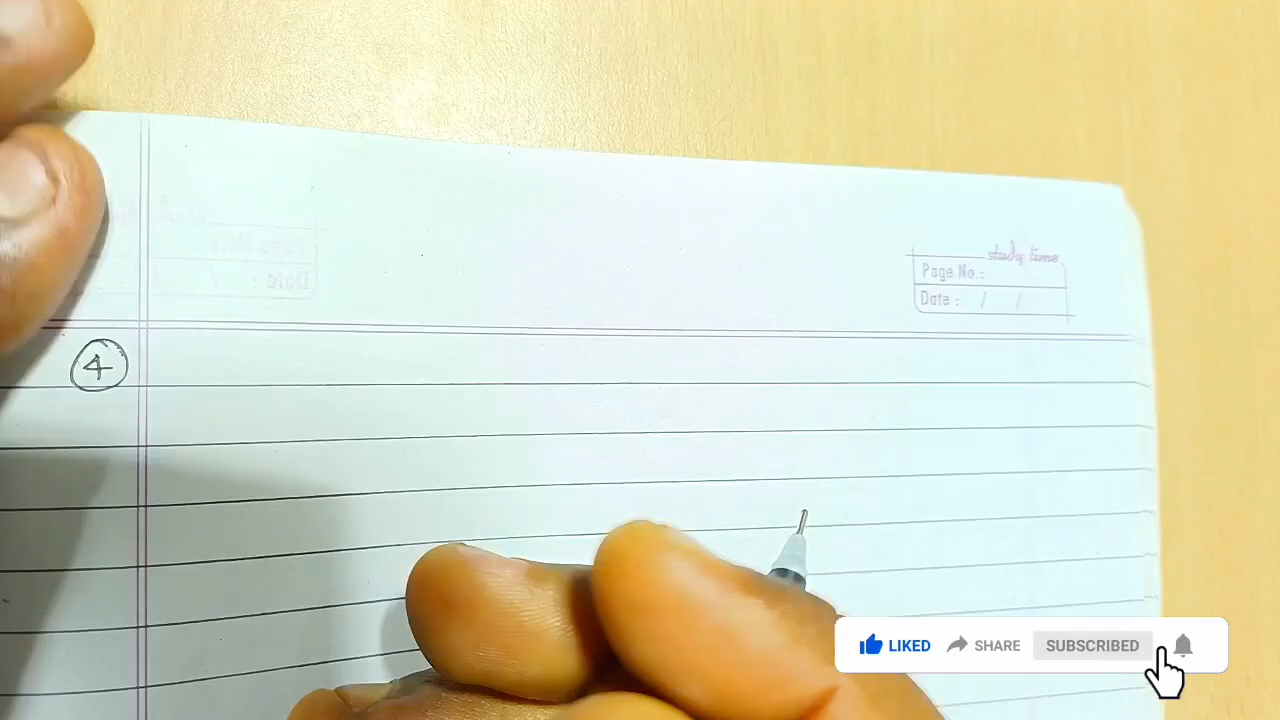 study time
Page No.:
Date : / /
4
LIKED SHARE SUBSCRIBED